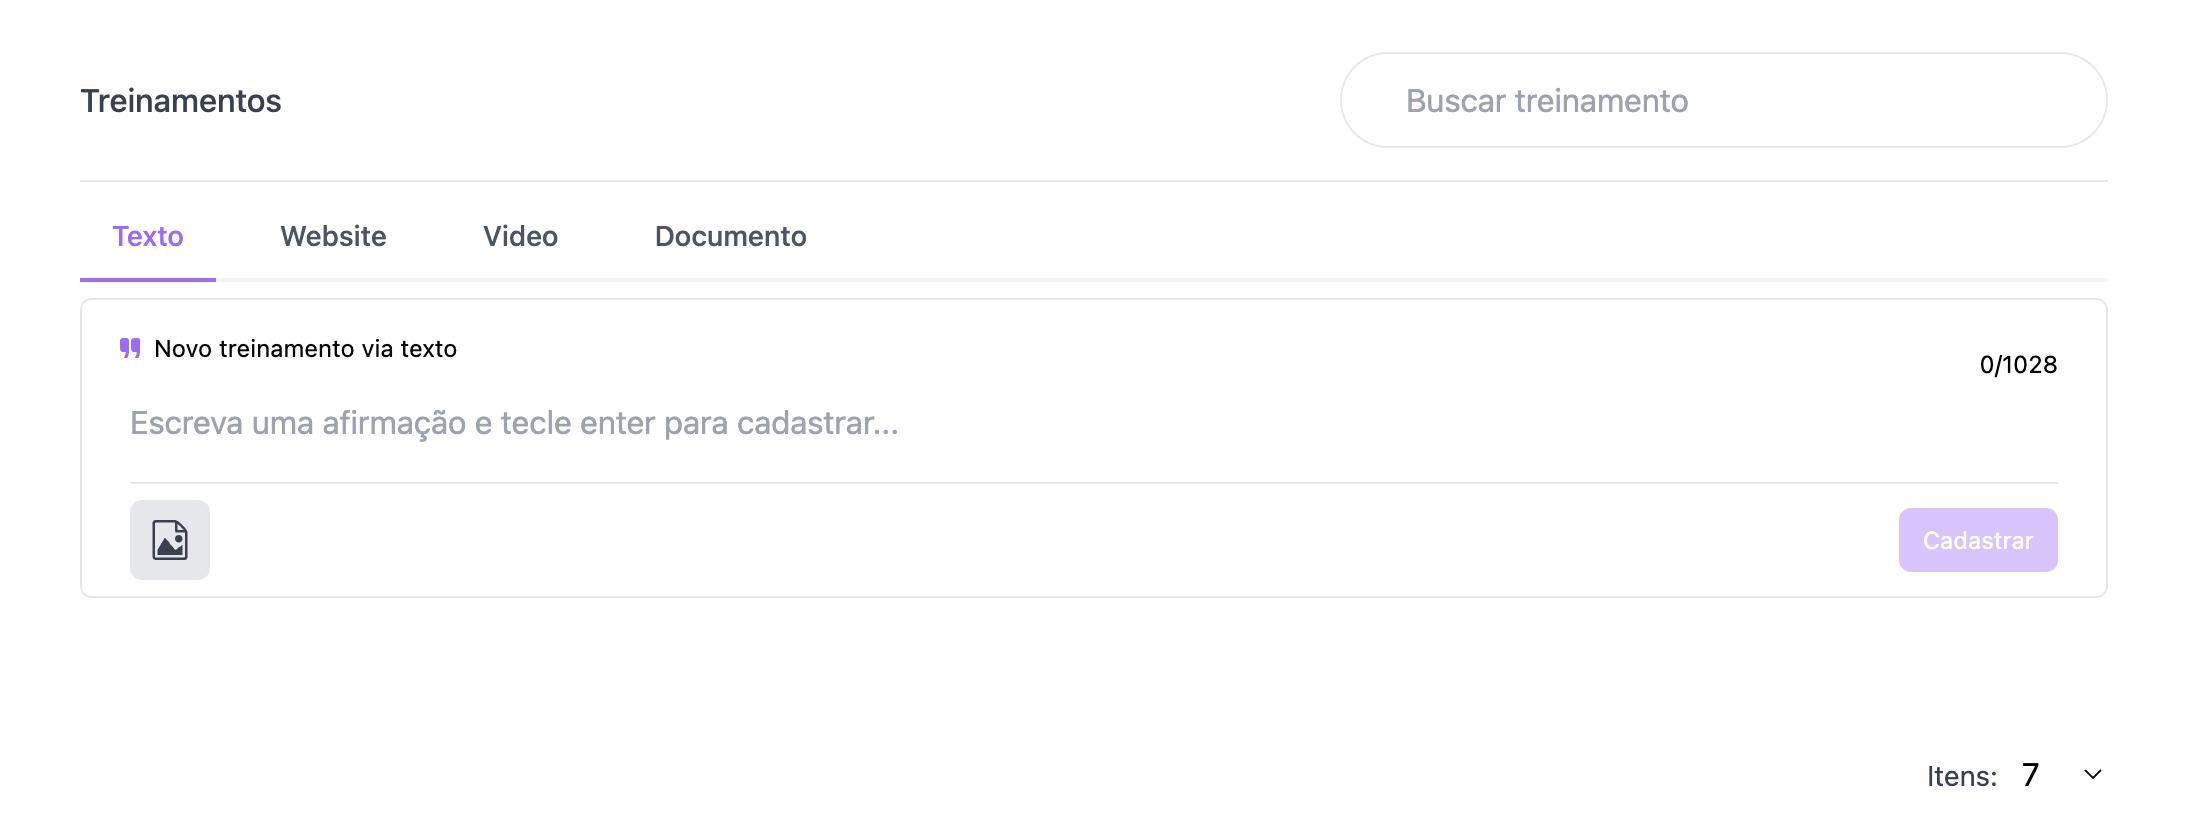 Treinamentos
Buscar treinamento
Texto Website Video Documento
Novo treinamento via texto
0/1028
Escreva uma afirmação e tecle enter para cadastrar...
Cadastrar
Itens: 7